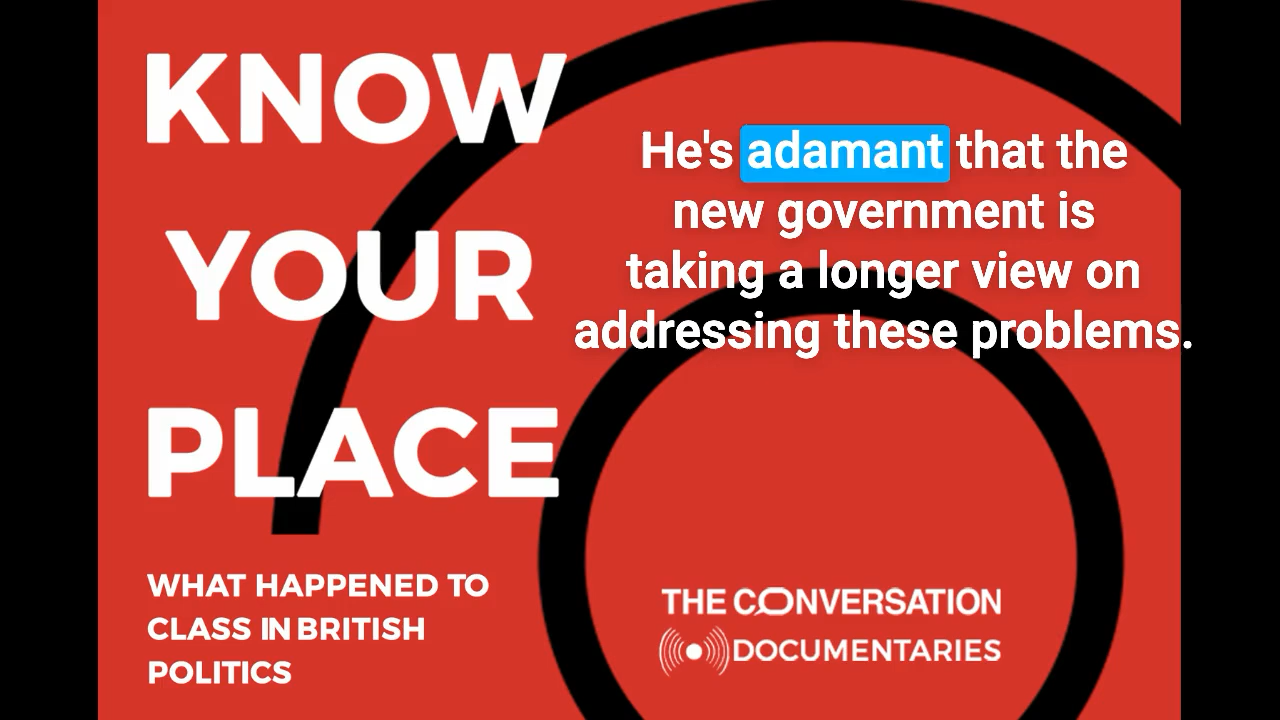 KNOW
YOUR
PLACE
WHAT HAPPENED TO
CLASS IN BRITISH
POLITICS
He's adamant that the
new government is
taking a longer view on
addressing these problems.
THE CONVERSATION
DOCUMENTARIES